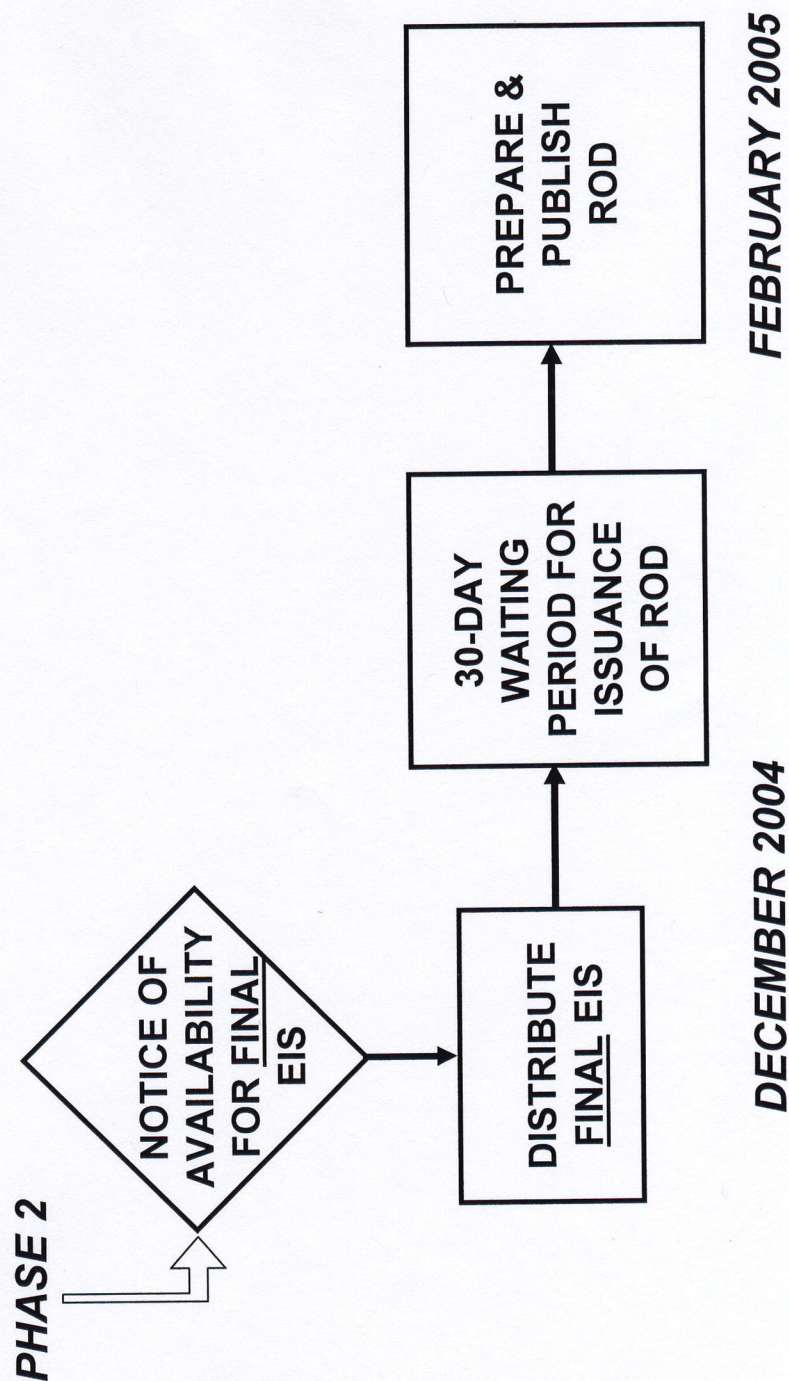 PHASE 2
NOTICE OF
AVAILABILITY
FOR FINAL
EIS
DISTRIBUTE
FINAL EIS
30-DAY
WAITING
PERIOD FOR
ISSUANCE
OF ROD
PREPARE &
PUBLISH
ROD
DECEMBER 2004
FEBRUARY 2005